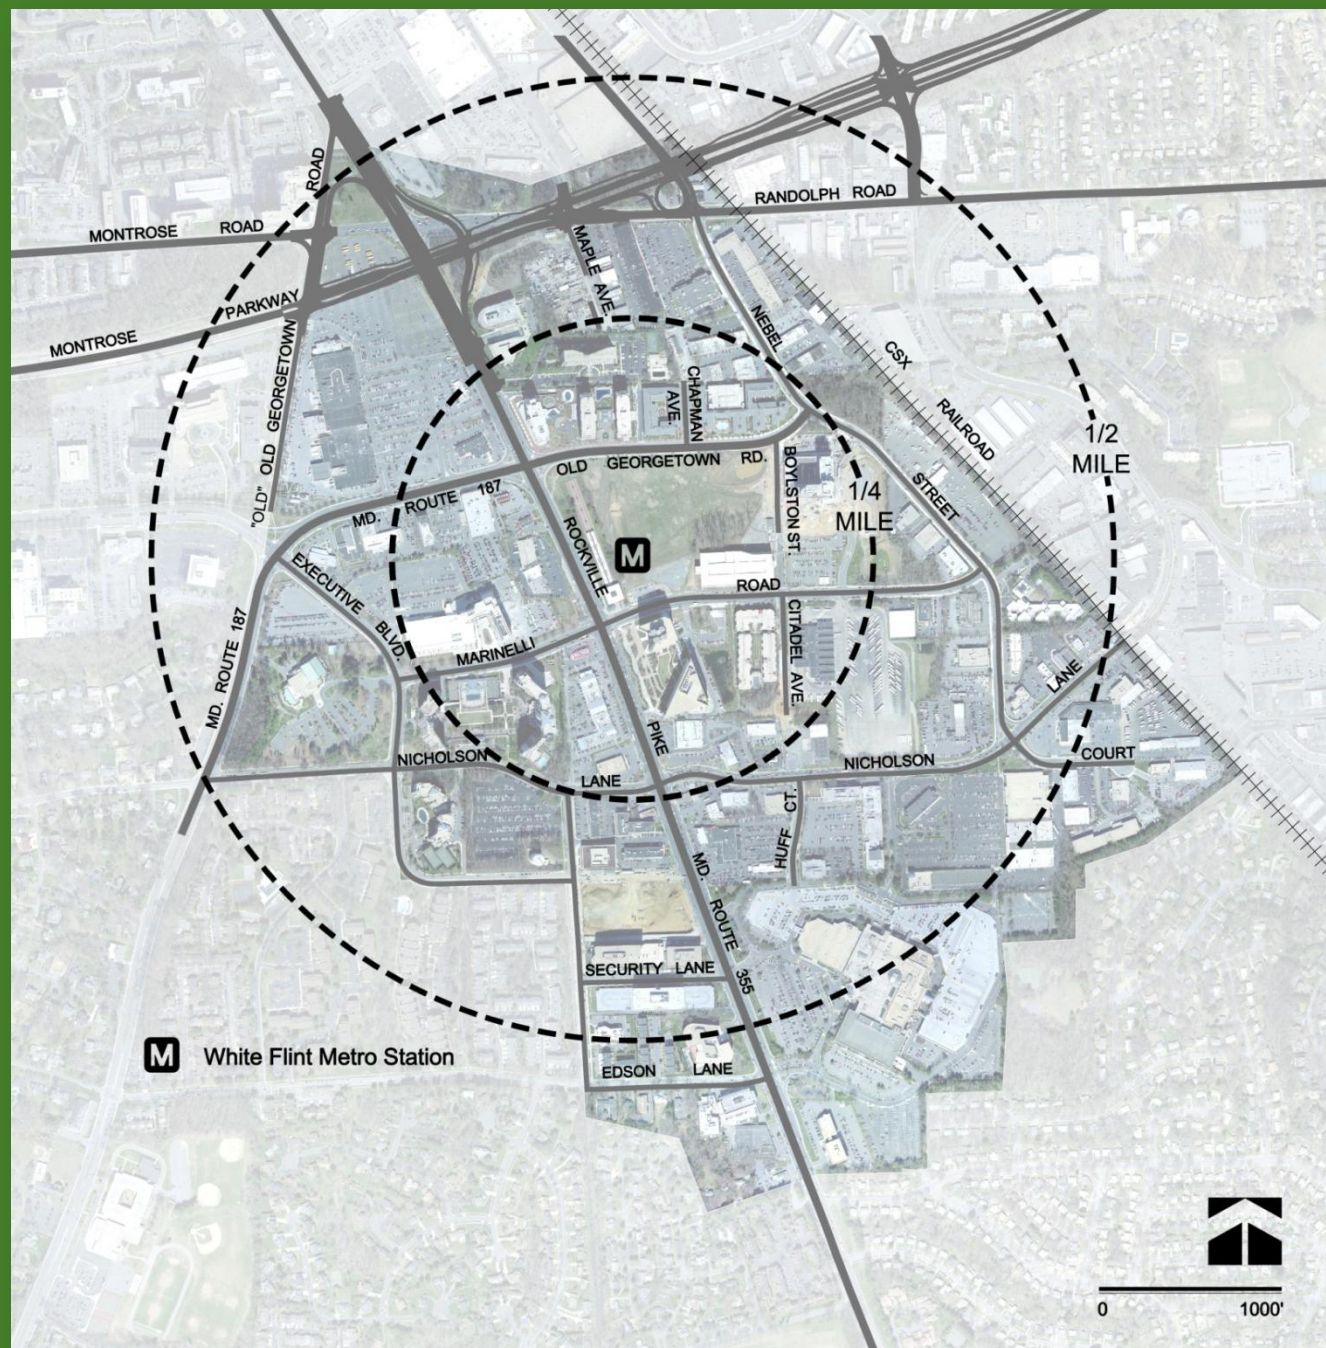 MONTROSE ROAD
ROAD
RANDOLPH ROAD
MONTROSE PARKWAY
MAPLE AVE.
NEBEL
CSX RAILROAD
"OLD" OLD GEORGETOWN
CHAPMAN
AVE.
1/2
MILE
OLD GEORGETOWN RD.
BOYLSTON ST.
STREET
MD. ROUTE 187
1/4
MILE
ROCKVILLE
M
EXECUTIVE BLVD.
ROAD
MARINELLI
CITADEL AVE.
MD. ROUTE 187
LANE
PIKE
NICHOLSON
LANE
NICHOLSON
COURT
HUFF CT.
MD. ROUTE 355
SECURITY LANE
M White Flint Metro Station
EDSON LANE
0 1000'